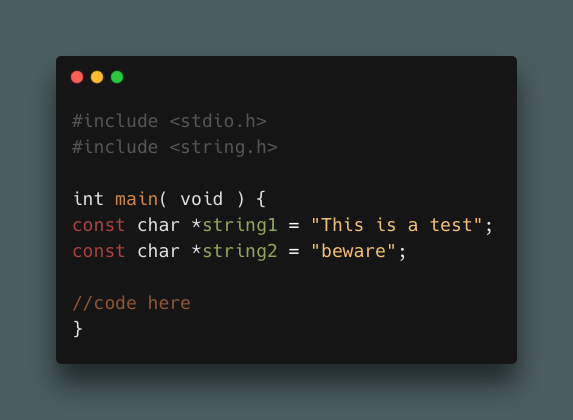 #include <stdio.h>
#include <string.h>
int main( void ) {
const char *string1 = "This is a test";
const char *string2 = "beware";
//code here
}